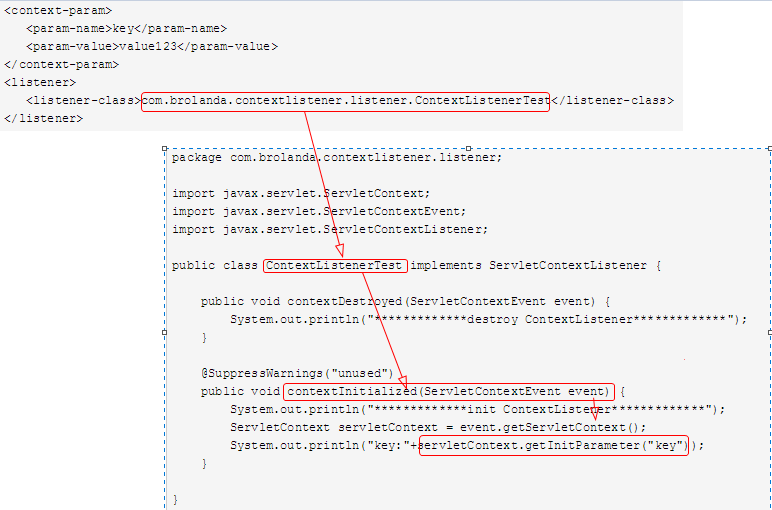 <context-param>
<param-name>key</param-name>
<param-value>value123</param-value>
</context-param>
<listener>
<listener-class>com.brolanda.contextlistener.listener.ContextListenerTest</listener-class>
</listener>
package com.brolanda.contextlistener.listener;
import javax.servlet.ServletContext;
import javax.servlet.ServletContextEvent;
import javax.servlet.ServletContextListener;
public class ContextListenerTest implements ServletContextListener {
public void contextDestroyed(ServletContextEvent event) {
System.out.println("*************destroy ContextListener*************");
}
@SuppressWarnings("unused")
public void contextInitialized(ServletContextEvent event) {
System.out.println("*************init ContextListener*************");
ServletContext servletContext = event.getServletContext();
System.out.println("key:"+servletContext.getInitParameter("key"));
}
}